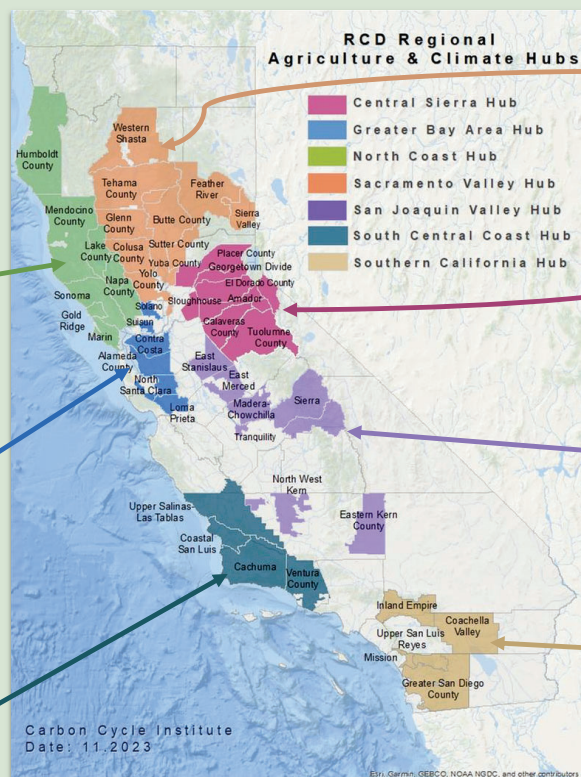 RCD Regional
Agriculture & Climate Hubs
Central Sierra Hub
Greater Bay Area Hub
North Coast Hub
Sacramento Valley Hub
San Joaquin Valley Hub
South Central Coast Hub
Southern California Hub
Western
Shasta
Humboldt
County
Tehama
County
Feather
River
Mendocino
County
Glenn
County
Butte County
Sierra
Valley
Lake
County
Colusa
County
Sutter County
Yuba County
Placer County
Georgetown Divide
Yolo
County
Napa
County
El Dorado County
Sonoma
Solano
Sloughhouse
Amador
Gold
Ridge
Suisun
Calaveras
County
Tuolumne
County
Marin
Contra
Costa
Alameda
County
East
Stanislaus
North
Santa Clara
East
Merced
Loma
Prieta
Madera-
Chowchilla
Sierra
Tranquility
North West
Kern
Upper Salinas-
Las Tablas
Eastern Kern
County
Coastal
San Luis
Cachuma
Ventura
County
Inland Empire
Coachella
Valley
Upper San Luis
Reyes
Mission
Greater San Diego
County
Carbon Cycle Institute
Date: 11.2023
Esri, Garmin, GEBCO, NOAA NGDC, and other contributors